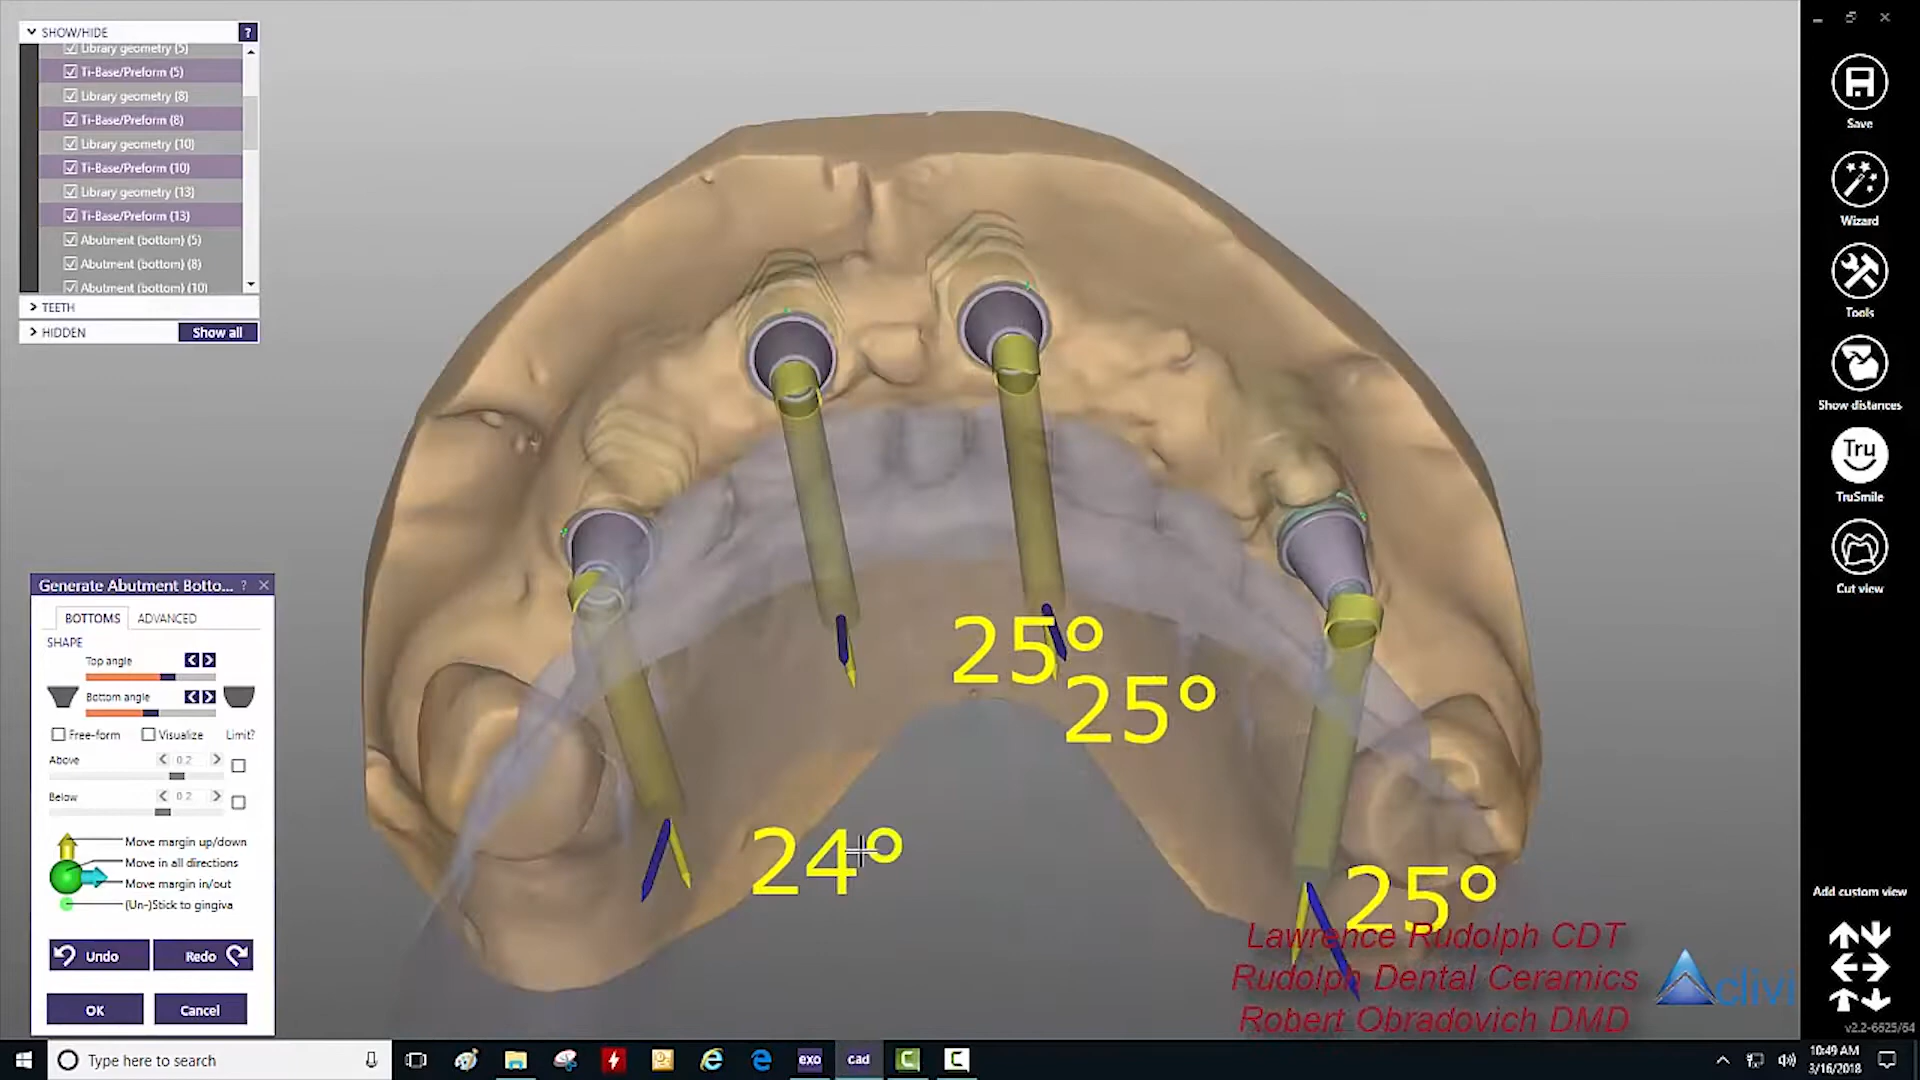 SHOW/HIDE ?
Library geometry (5)
Ti-Base/Preform (5)
Library geometry (8)
Ti-Base/Preform (8)
Library geometry (10)
Ti-Base/Preform (10)
Library geometry (13)
Ti-Base/Preform (13)
Abutment (bottom) (5)
Abutment (bottom) (8)
Abutment (bottom) (10)
TEETH
HIDDEN Show all
Generate Abutment Botto... ?
BOTTOMS ADVANCED
SHAPE
Top angle
Bottom angle
Free-form Visualize Limit?
Above 0.2
Below 0.2
Move margin up/down
Move in all directions
Move margin in/out
(Un-)Stick to gingiva
Undo Redo
OK Cancel
25°
25°
24°
25°
Lawrence Rudolph CDT
Rudolph Dental Ceramics
Robert Obradovich DMD
Save
Wizard
Tools
Show distances
Tru
TruSmile
Cut view
Add custom view
v2.2-6625/64
Type here to search
exo cad
10:49 AM
3/16/2018